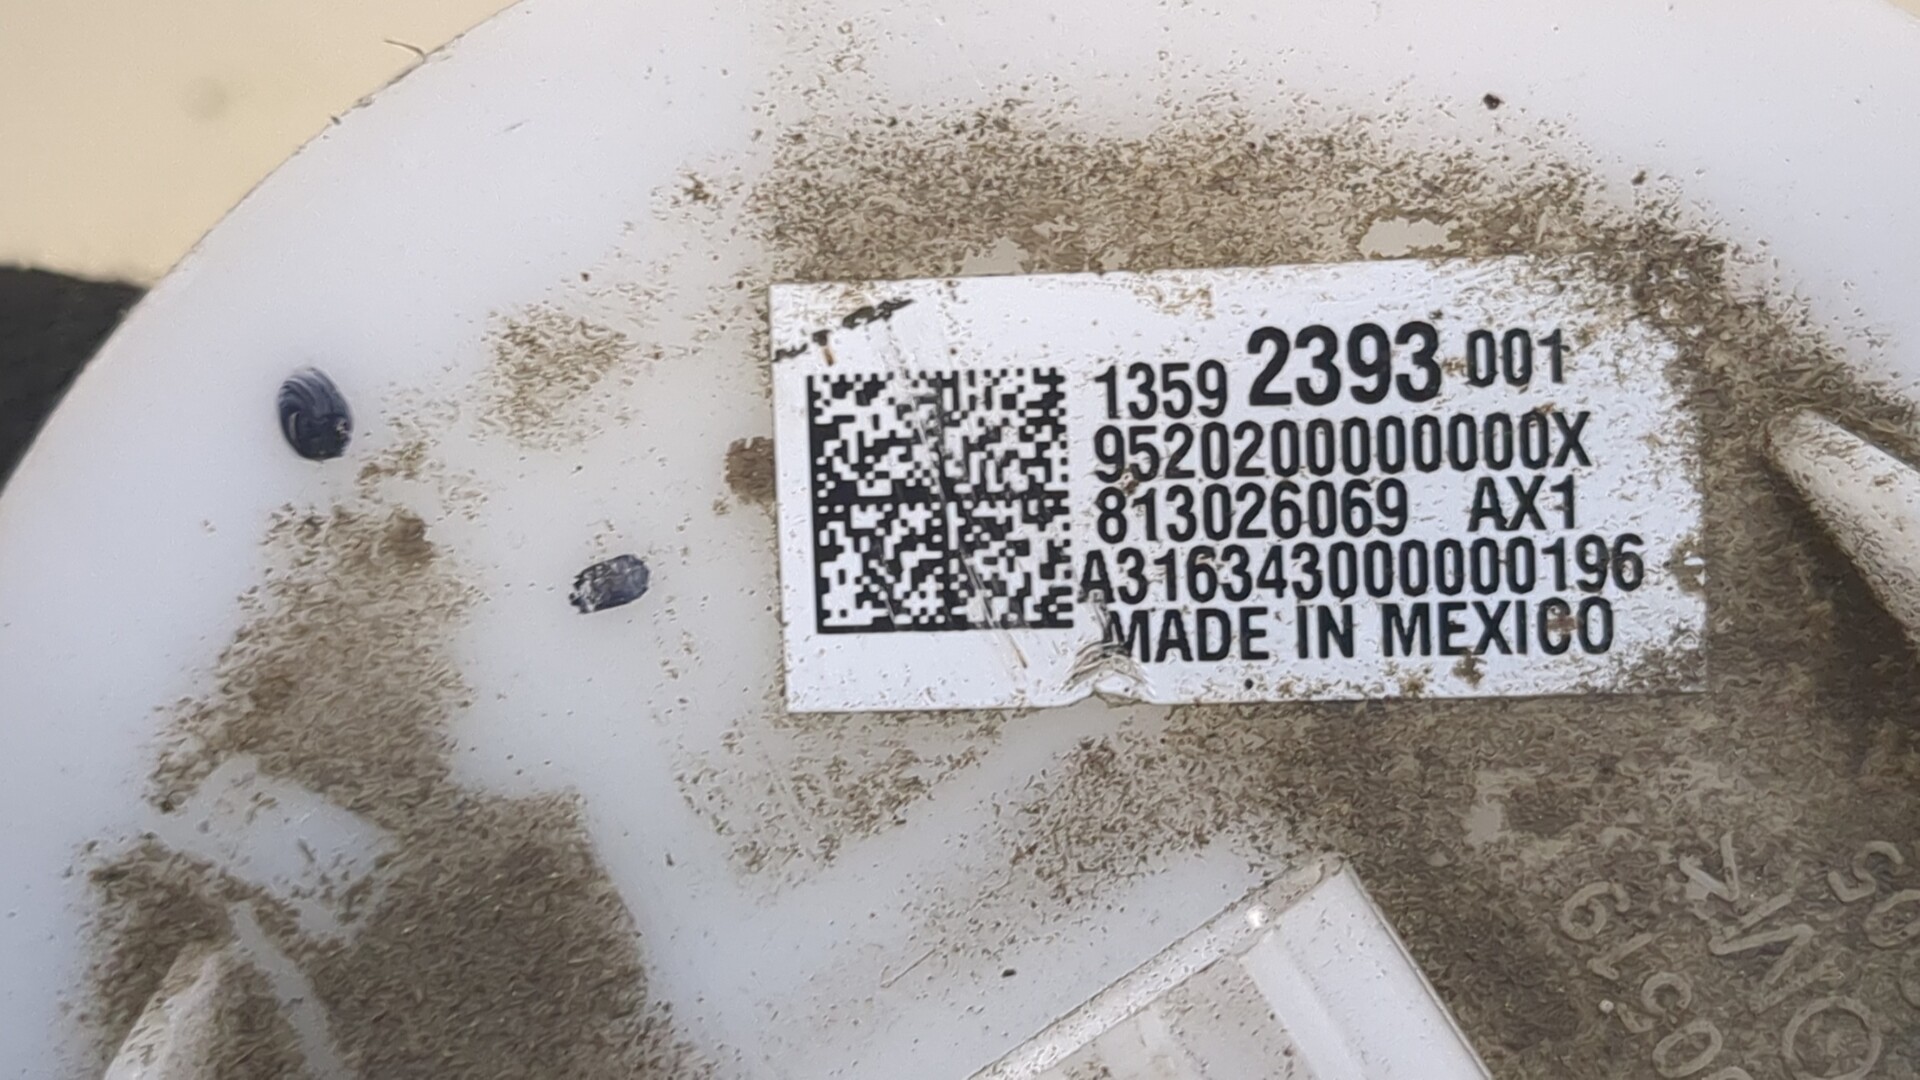 1359 2393 001
9520200000000X
813026069 AX1
A316343000000196
MADE IN MEXICO